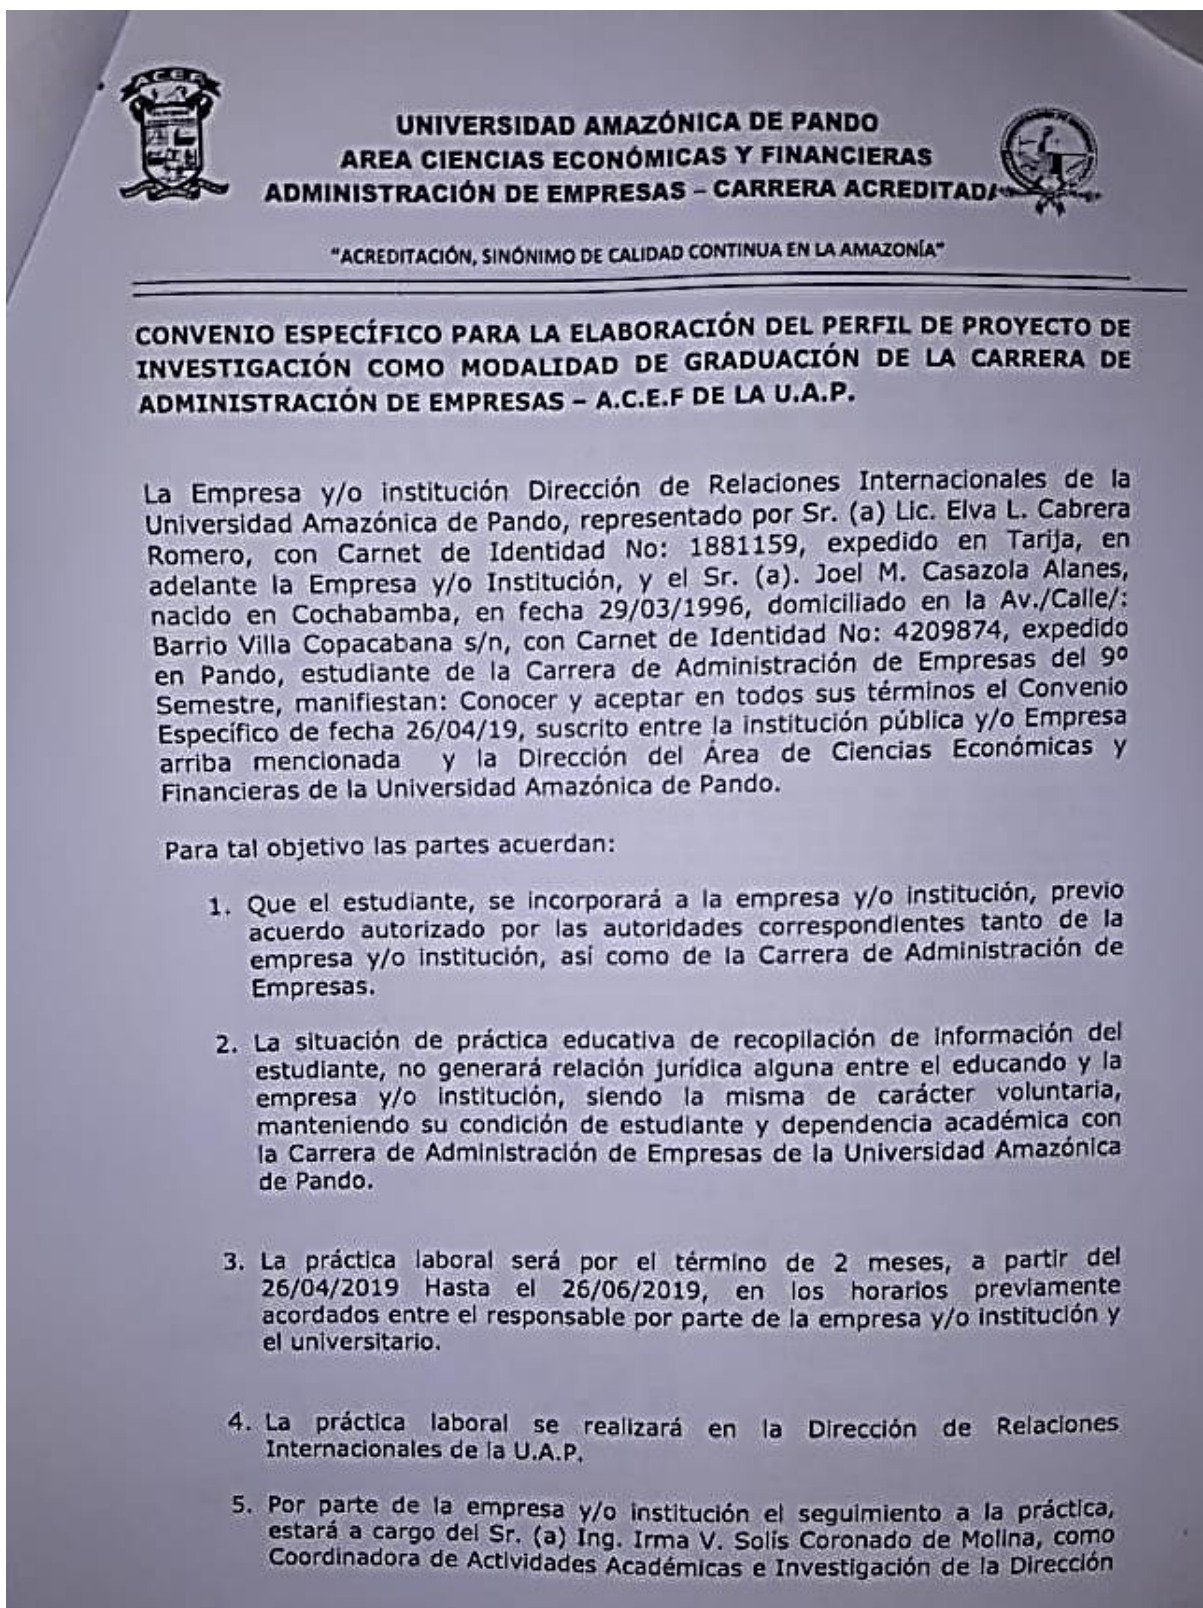 A.C.E.F.
UNIVERSIDAD AMAZÓNICA DE PANDO
AREA CIENCIAS ECONÓMICAS Y FINANCIERAS
ADMINISTRACIÓN DE EMPRESAS – CARRERA ACREDITADA
"ACREDITACIÓN, SINÓNIMO DE CALIDAD CONTINUA EN LA AMAZONÍA"
CONVENIO ESPECÍFICO PARA LA ELABORACIÓN DEL PERFIL DE PROYECTO DE
INVESTIGACIÓN COMO MODALIDAD DE GRADUACIÓN DE LA CARRERA DE
ADMINISTRACIÓN DE EMPRESAS – A.C.E.F DE LA U.A.P.
La Empresa y/o institución Dirección de Relaciones Internacionales de la
Universidad Amazónica de Pando, representado por Sr. (a) Lic. Elva L. Cabrera
Romero, con Carnet de Identidad No: 1881159, expedido en Tarija, en
adelante la Empresa y/o Institución, y el Sr. (a). Joel M. Casazola Alanes,
nacido en Cochabamba, en fecha 29/03/1996, domiciliado en la Av./Calle/:
Barrio Villa Copacabana s/n, con Carnet de Identidad No: 4209874, expedido
en Pando, estudiante de la Carrera de Administración de Empresas del 9º
Semestre, manifiestan: Conocer y aceptar en todos sus términos el Convenio
Específico de fecha 26/04/19, suscrito entre la institución pública y/o Empresa
arriba mencionada y la Dirección del Área de Ciencias Económicas y
Financieras de la Universidad Amazónica de Pando.
Para tal objetivo las partes acuerdan:
1. Que el estudiante, se incorporará a la empresa y/o institución, previo
acuerdo autorizado por las autoridades correspondientes tanto de la
empresa y/o institución, así como de la Carrera de Administración de
Empresas.
2. La situación de práctica educativa de recopilación de información del
estudiante, no generará relación jurídica alguna entre el educando y la
empresa y/o institución, siendo la misma de carácter voluntaria,
manteniendo su condición de estudiante y dependencia académica con
la Carrera de Administración de Empresas de la Universidad Amazónica
de Pando.
3. La práctica laboral será por el término de 2 meses, a partir del
26/04/2019 Hasta el 26/06/2019, en los horarios previamente
acordados entre el responsable por parte de la empresa y/o institución y
el universitario.
4. La práctica laboral se realizará en la Dirección de Relaciones
Internacionales de la U.A.P.
5. Por parte de la empresa y/o institución el seguimiento a la práctica,
estará a cargo del Sr. (a) Ing. Irma V. Solís Coronado de Molina, como
Coordinadora de Actividades Académicas e Investigación de la Dirección